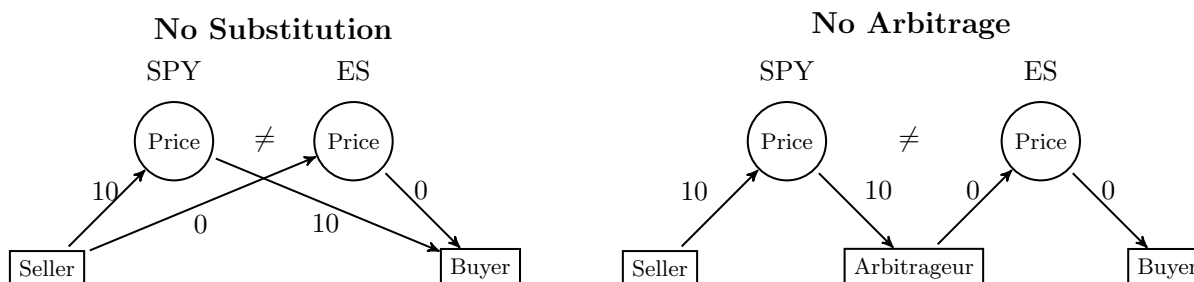 No Substitution
SPY ES
Price ≠ Price
10 0
0 10
Seller Buyer
No Arbitrage
SPY ES
Price ≠ Price
10 10 0 0
Seller Arbitrageur Buyer